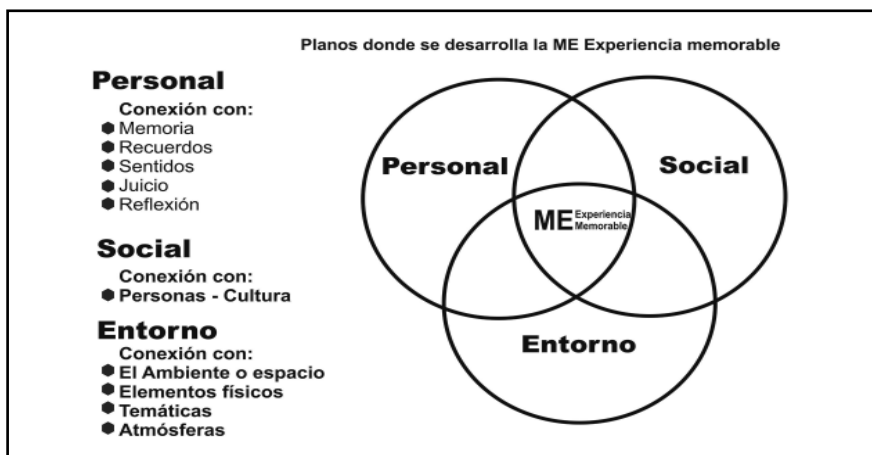 Planos donde se desarrolla la ME Experiencia memorable
Personal
Conexión con:
Memoria
Recuerdos
Sentidos
Juicio
Reflexión
Social
Conexión con:
Personas - Cultura
Entorno
Conexión con:
El Ambiente o espacio
Elementos físicos
Temáticas
Atmósferas
Personal
Social
ME Experiencia
Memorable
Entorno